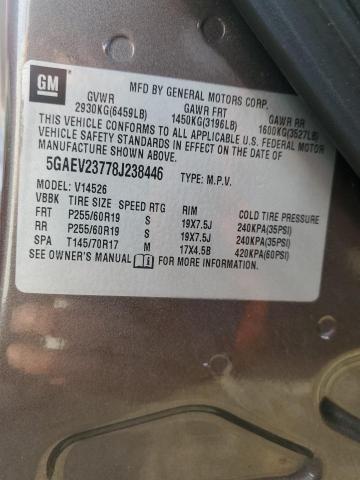 GM
MFD BY GENERAL MOTORS CORP.
GVWR GAWR FRT GAWR RR
2930KG(6459LB) 1450KG(3196LB) 1600KG(3527LB)
THIS VEHICLE CONFORMS TO ALL APPLICABLE U.S. FEDERAL MOTOR
VEHICLE SAFETY STANDARDS IN EFFECT ON THE DATE OF
MANUFACTURE SHOWN ABOVE.
5GAEV23778J238446 TYPE: M.P.V.
MODEL: V14526
VBBK TIRE SIZE SPEED RTG RIM COLD TIRE PRESSURE
FRT P255/60R19 S 19X7.5J 240KPA(35PSI)
RR P255/60R19 S 19X7.5J 240KPA(35PSI)
SPA T145/70R17 M 17X4.5B 420KPA(60PSI)
SEE OWNER'S MANUAL FOR MORE INFORMATION.